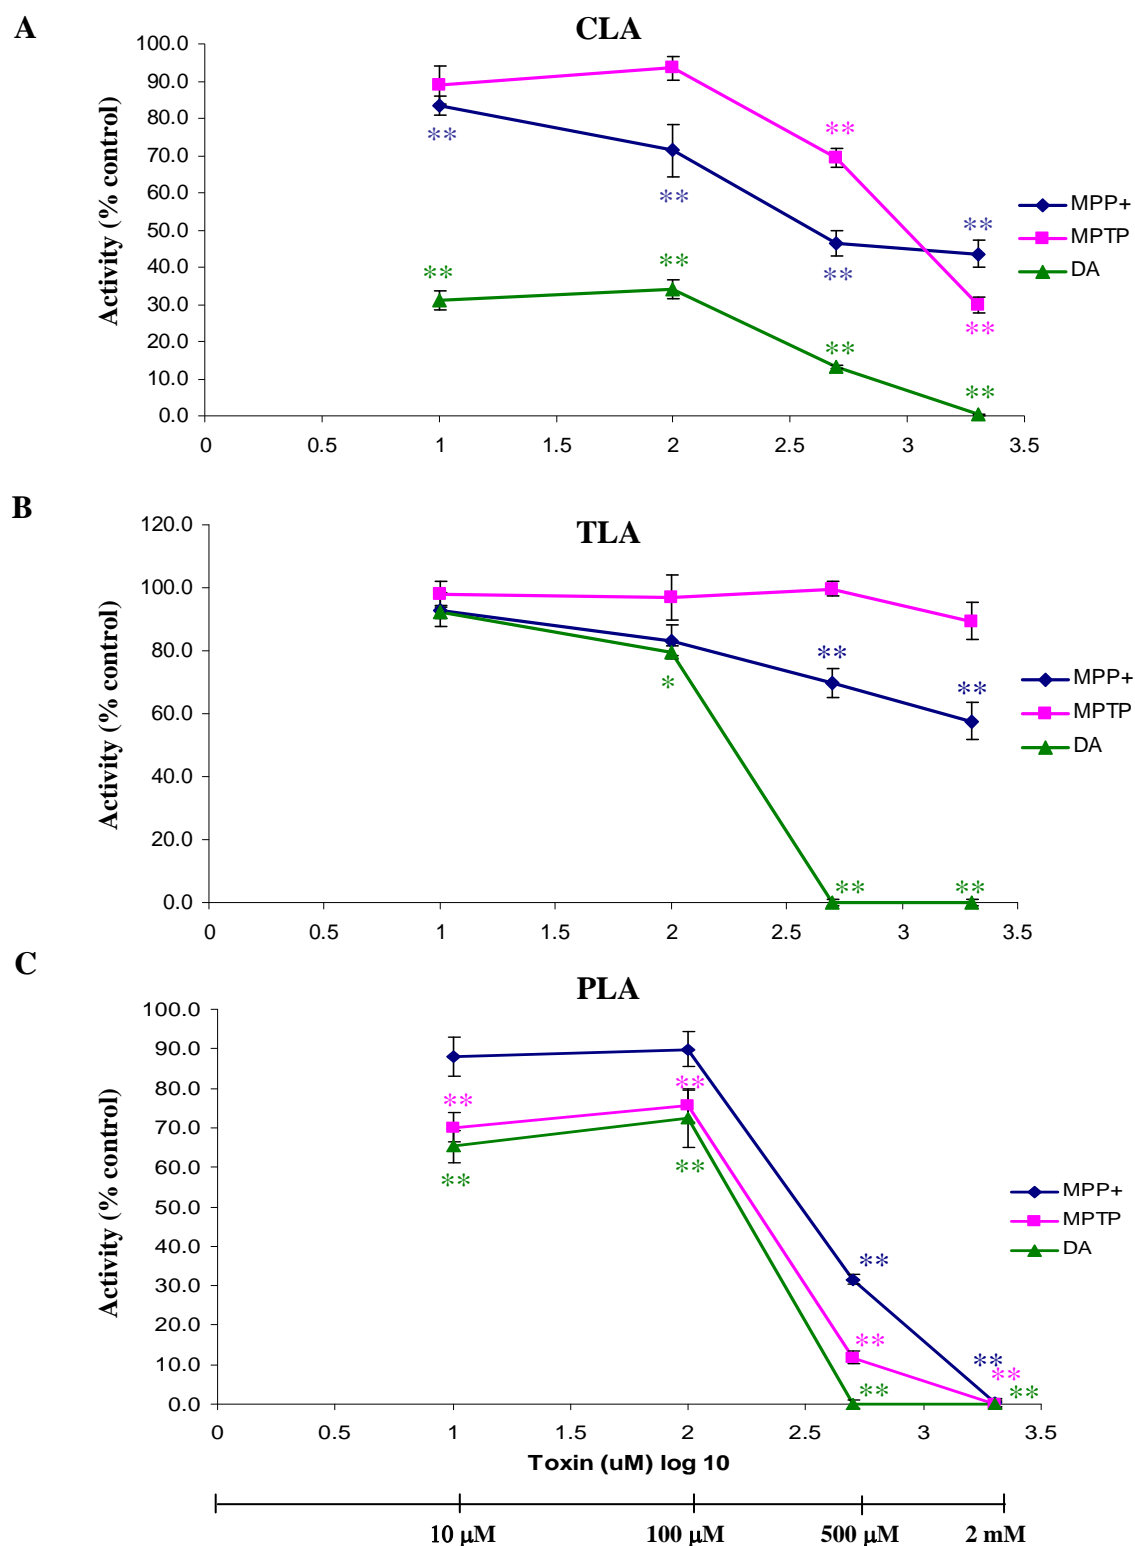 A
CLA
100.0
90.0
80.0
70.0
60.0
50.0
40.0
30.0
20.0
10.0
0.0
Activity (% control)
**
**
**
**
**
**
**
**
**
**
MPP+
MPTP
DA
0 0.5 1 1.5 2 2.5 3 3.5
B
TLA
120.0
100.0
80.0
60.0
40.0
20.0
0.0
Activity (% control)
**
**
*
**
**
MPP+
MPTP
DA
0 0.5 1 1.5 2 2.5 3 3.5
C
PLA
100.0
90.0
80.0
70.0
60.0
50.0
40.0
30.0
20.0
10.0
0.0
Activity (% control)
**
**
**
**
**
**
**
**
**
**
MPP+
MPTP
DA
0 0.5 1 1.5 2 2.5 3 3.5
Toxin (uM) log 10
10 µM 100 µM 500 µM 2 mM